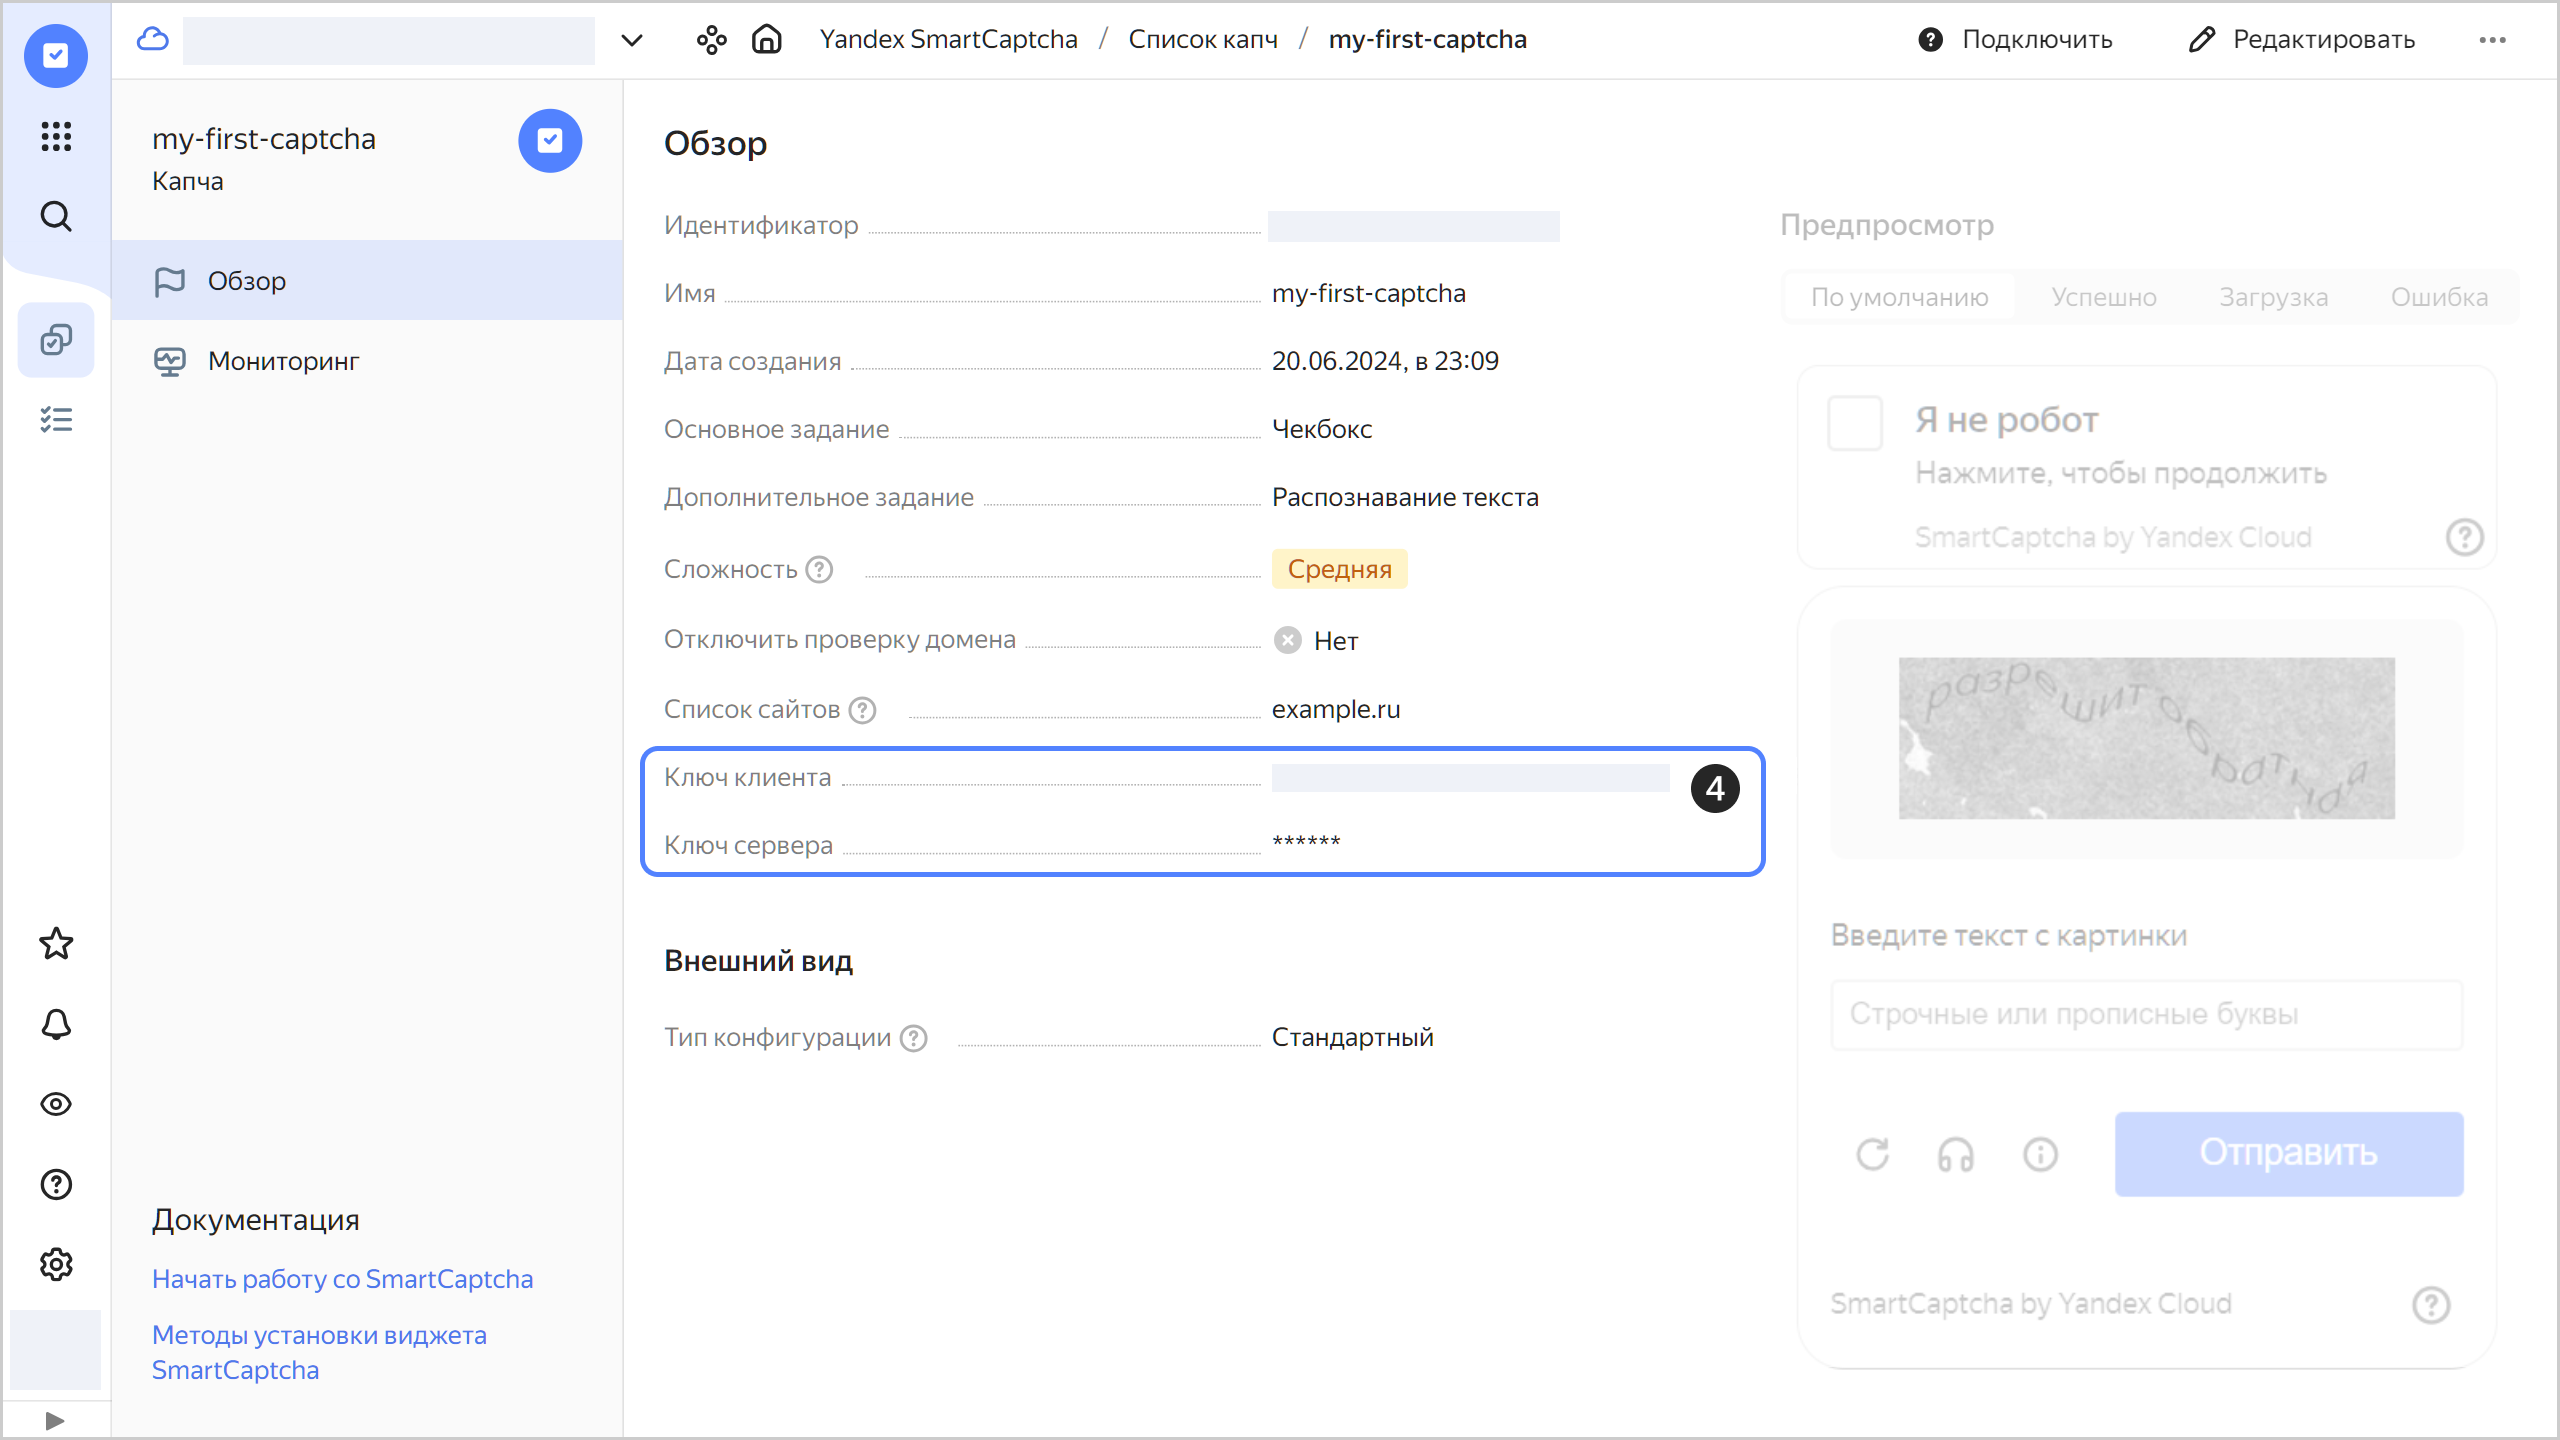 Yandex SmartCaptcha / Список капч / my-first-captcha
Подключить
Редактировать
my-first-captcha
Капча
Обзор
Мониторинг
Документация
Начать работу со SmartCaptcha
Методы установки виджета
SmartCaptcha
Обзор
Идентификатор
Имя my-first-captcha
Дата создания 20.06.2024, в 23:09
Основное задание Чекбокс
Дополнительное задание Распознавание текста
Сложность Средняя
Отключить проверку домена Нет
Список сайтов example.ru
Ключ клиента 4
Ключ сервера ******
Внешний вид
Тип конфигурации Стандартный
Предпросмотр
По умолчанию Успешно Загрузка Ошибка
Я не робот
Нажмите, чтобы продолжить
SmartCaptcha by Yandex Cloud
Введите текст с картинки
Строчные или прописные буквы
Отправить
SmartCaptcha by Yandex Cloud